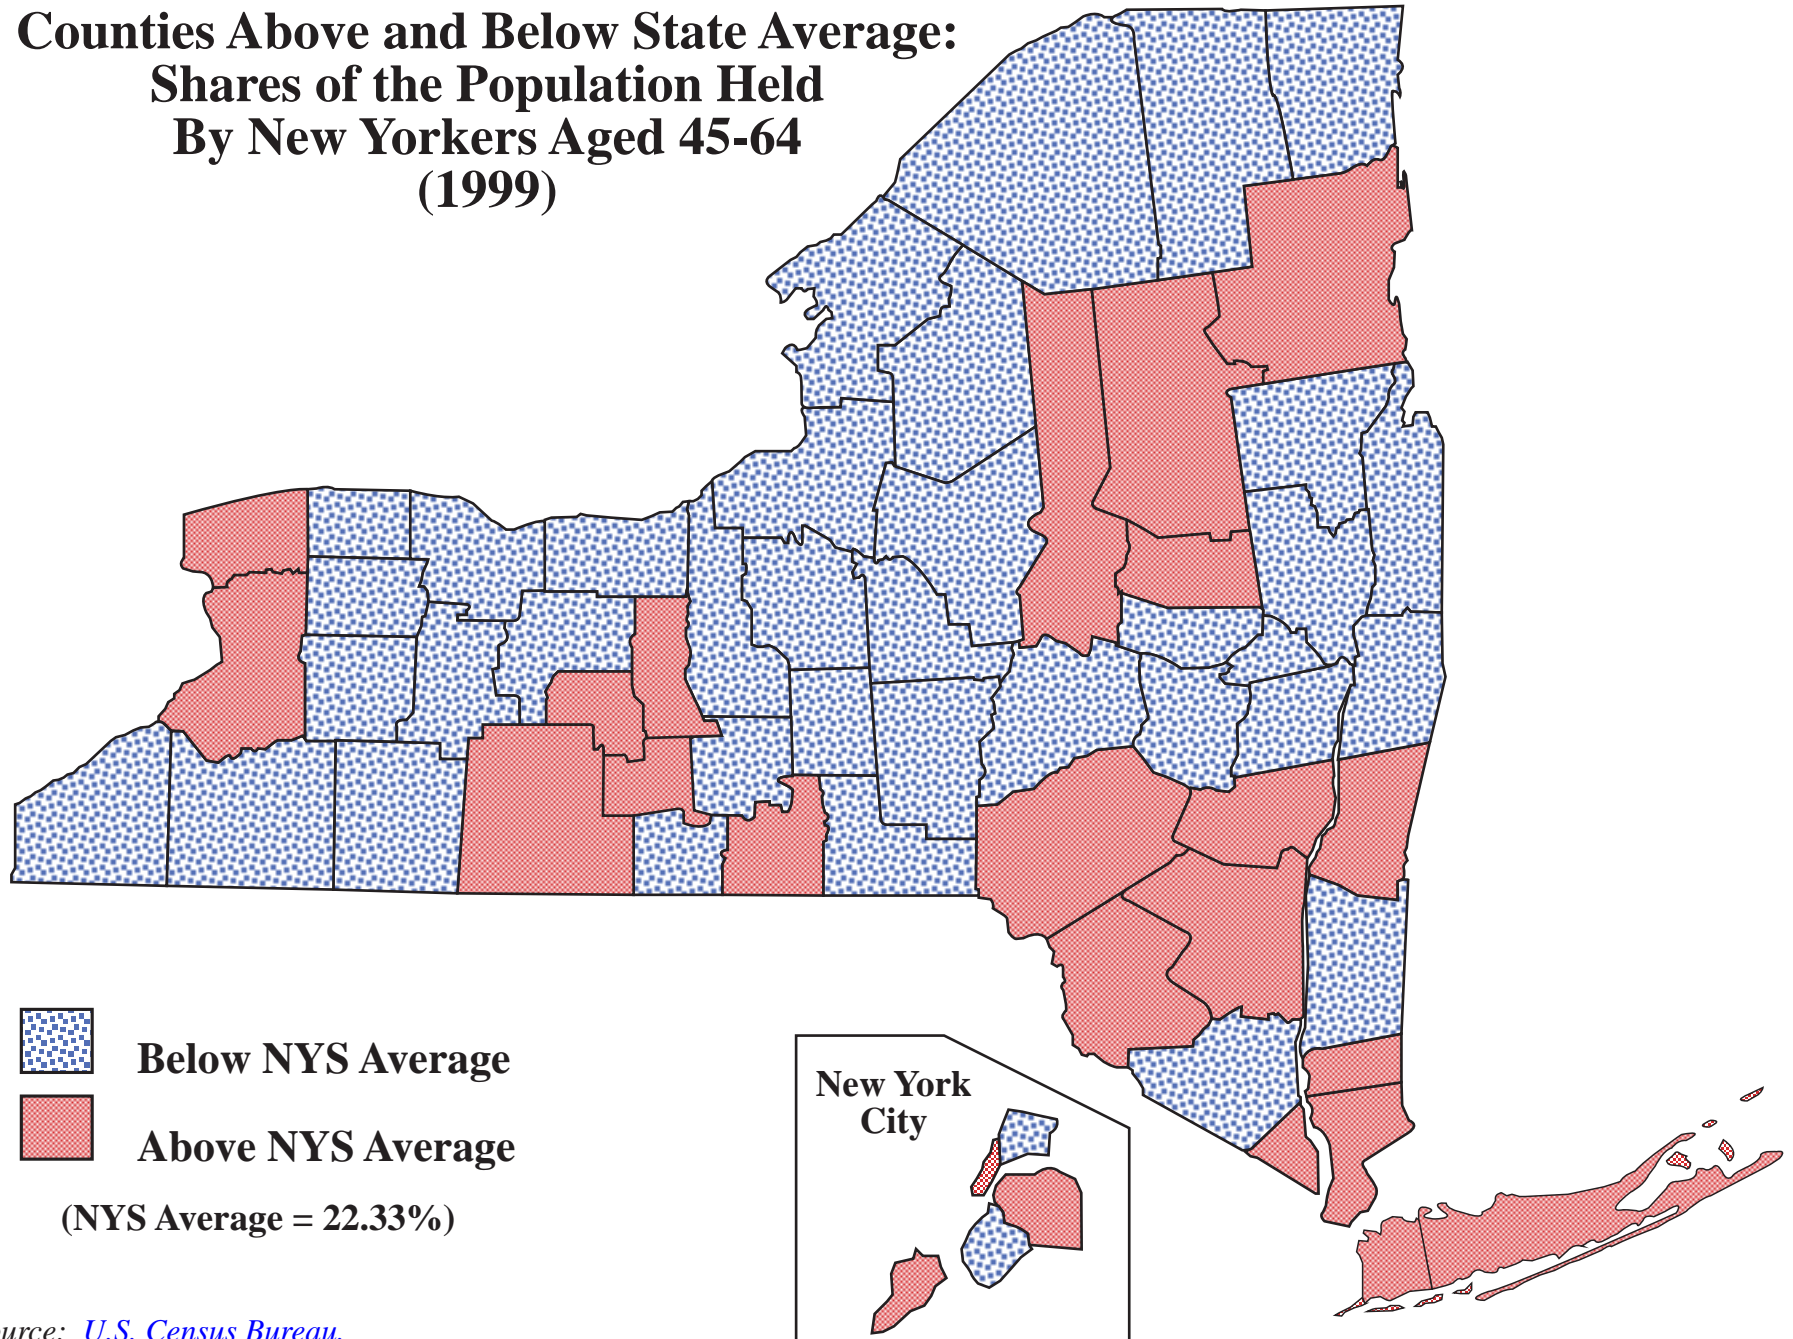 Counties Above and Below State Average:
Shares of the Population Held
By New Yorkers Aged 45-64
(1999)
Below NYS Average
Above NYS Average
(NYS Average = 22.33%)
New York
City
U.S. Census Bureau.